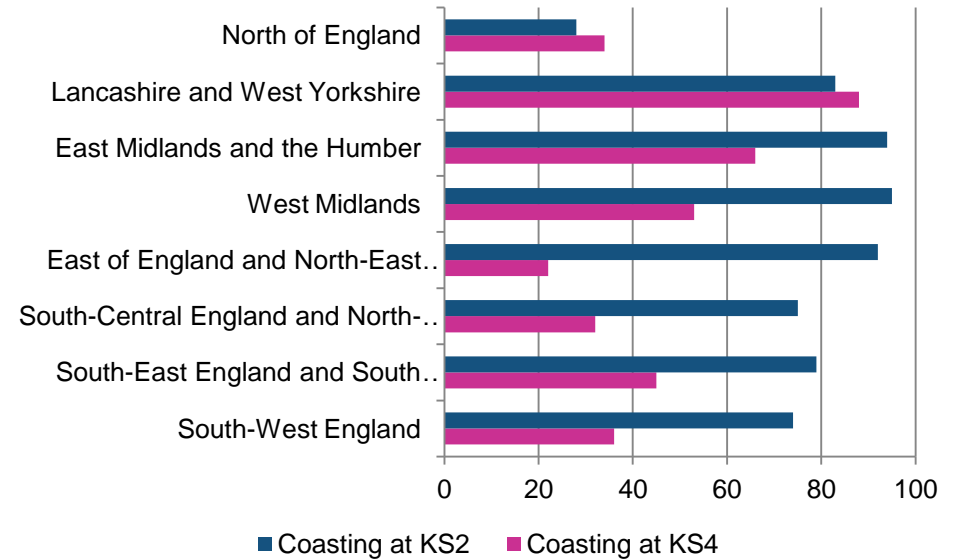 North of England
Lancashire and West Yorkshire
East Midlands and the Humber
West Midlands
East of England and North-East…
South-Central England and North-…
South-East England and South…
South-West England
0 20 40 60 80 100
Coasting at KS2 Coasting at KS4